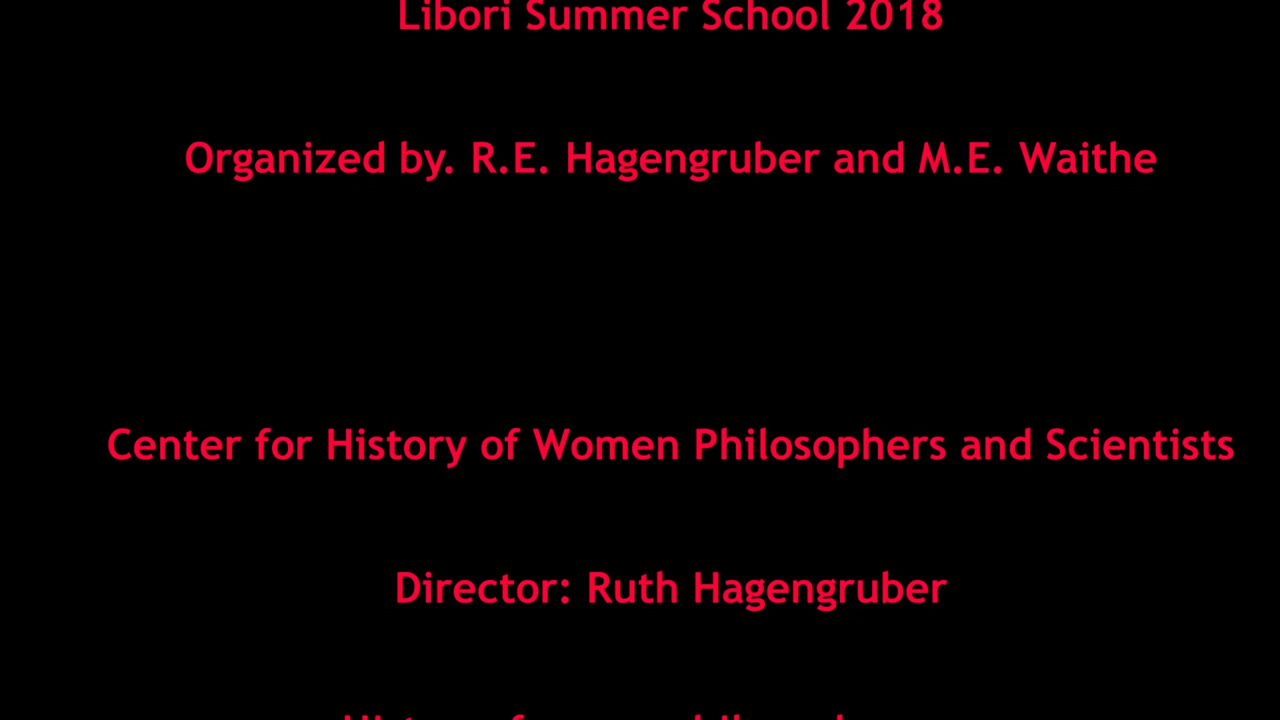 Libori Summer School 2018
Organized by. R.E. Hagengruber and M.E. Waithe
Center for History of Women Philosophers and Scientists
Director: Ruth Hagengruber